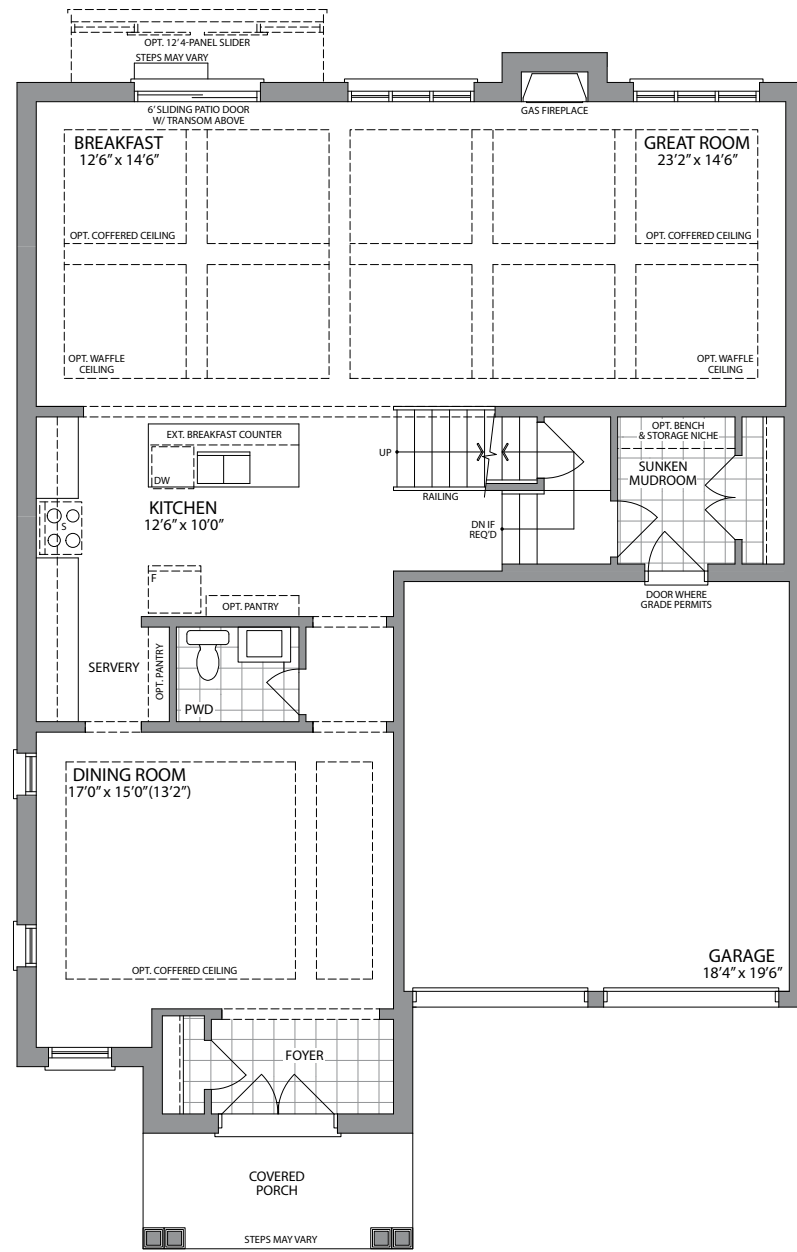 OPT. 12' 4-PANEL SLIDER
STEPS MAY VARY
6' SLIDING PATIO DOOR
W/ TRANSOM ABOVE
GAS FIREPLACE
BREAKFAST
12'6" x 14'6"
GREAT ROOM
23'2" x 14'6"
OPT. COFFERED CEILING
OPT. COFFERED CEILING
OPT. WAFFLE
CEILING
OPT. WAFFLE
CEILING
EXT. BREAKFAST COUNTER
DW
UP
RAILING
OPT. BENCH
& STORAGE NICHE
SUNKEN
MUDROOM
KITCHEN
12'6" x 10'0"
S
DN IF
REQ'D
F
OPT. PANTRY
DOOR WHERE
GRADE PERMITS
SERVERY
OPT. PANTRY
PWD
DINING ROOM
17'0" x 15'0"(13'2")
OPT. COFFERED CEILING
GARAGE
18'4" x 19'6"
FOYER
COVERED
PORCH
STEPS MAY VARY